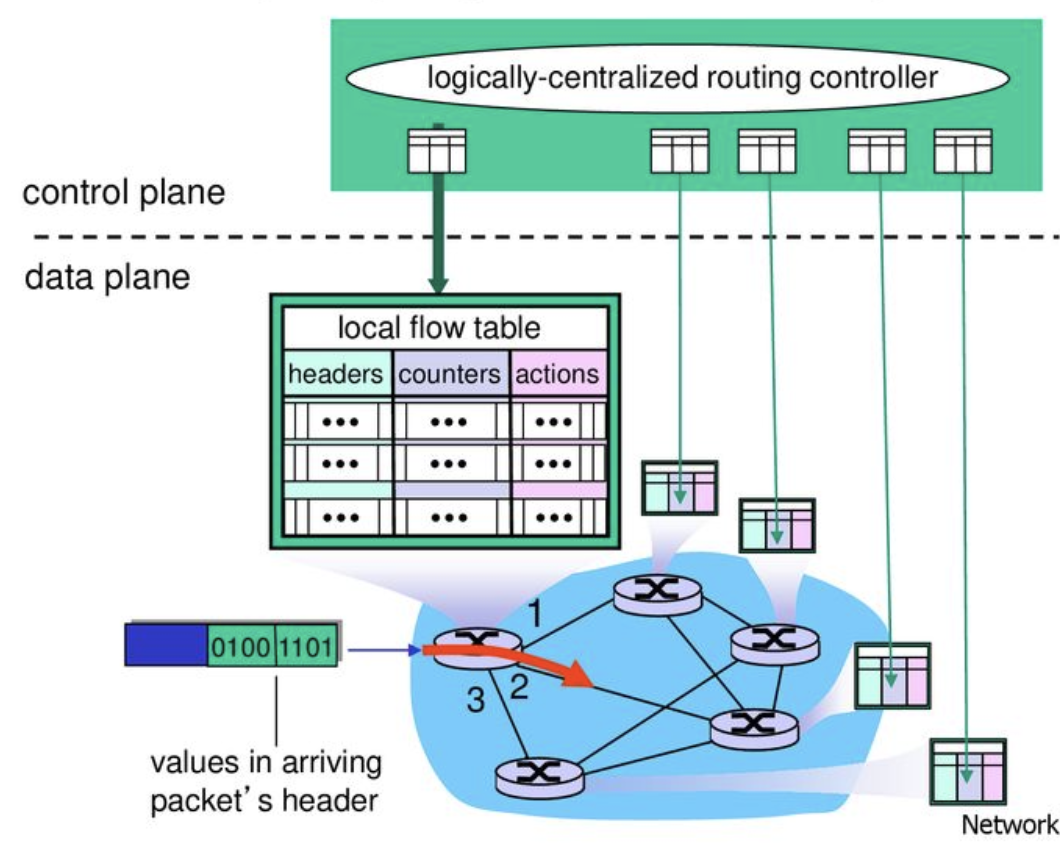 logically-centralized routing controller
control plane
data plane
local flow table
headers counters actions
1
0100 1101
2
3
values in arriving
packet's header
Network